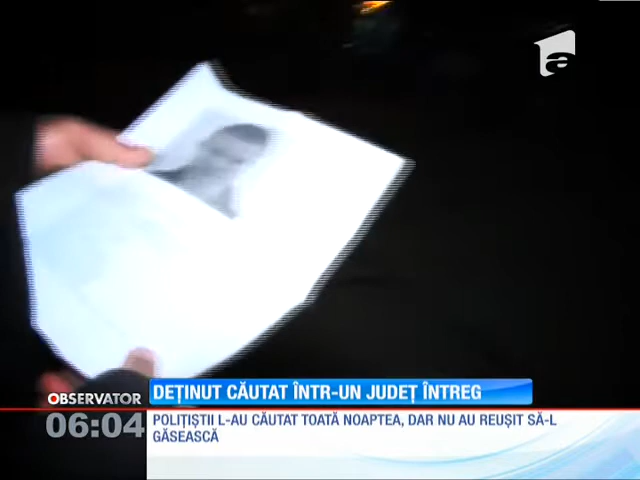 a
DEȚINUT CĂUTAT ÎNTR-UN JUDEȚ ÎNTREG
OBSERVATOR
06:04
POLIȚIȘTII L-AU CĂUTAT TOATĂ NOAPTEA, DAR NU AU REUȘIT SĂ-L
GĂSEASCĂ